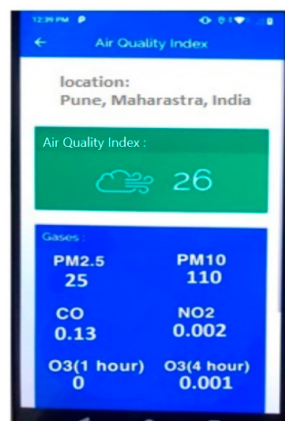 12:39 PM
Air Quality Index
location:
Pune, Maharastra, India
Air Quality Index :
26
Gases :
PM2.5 PM10
25 110
CO NO2
0.13 0.002
O3(1 hour) O3(4 hour)
0 0.001